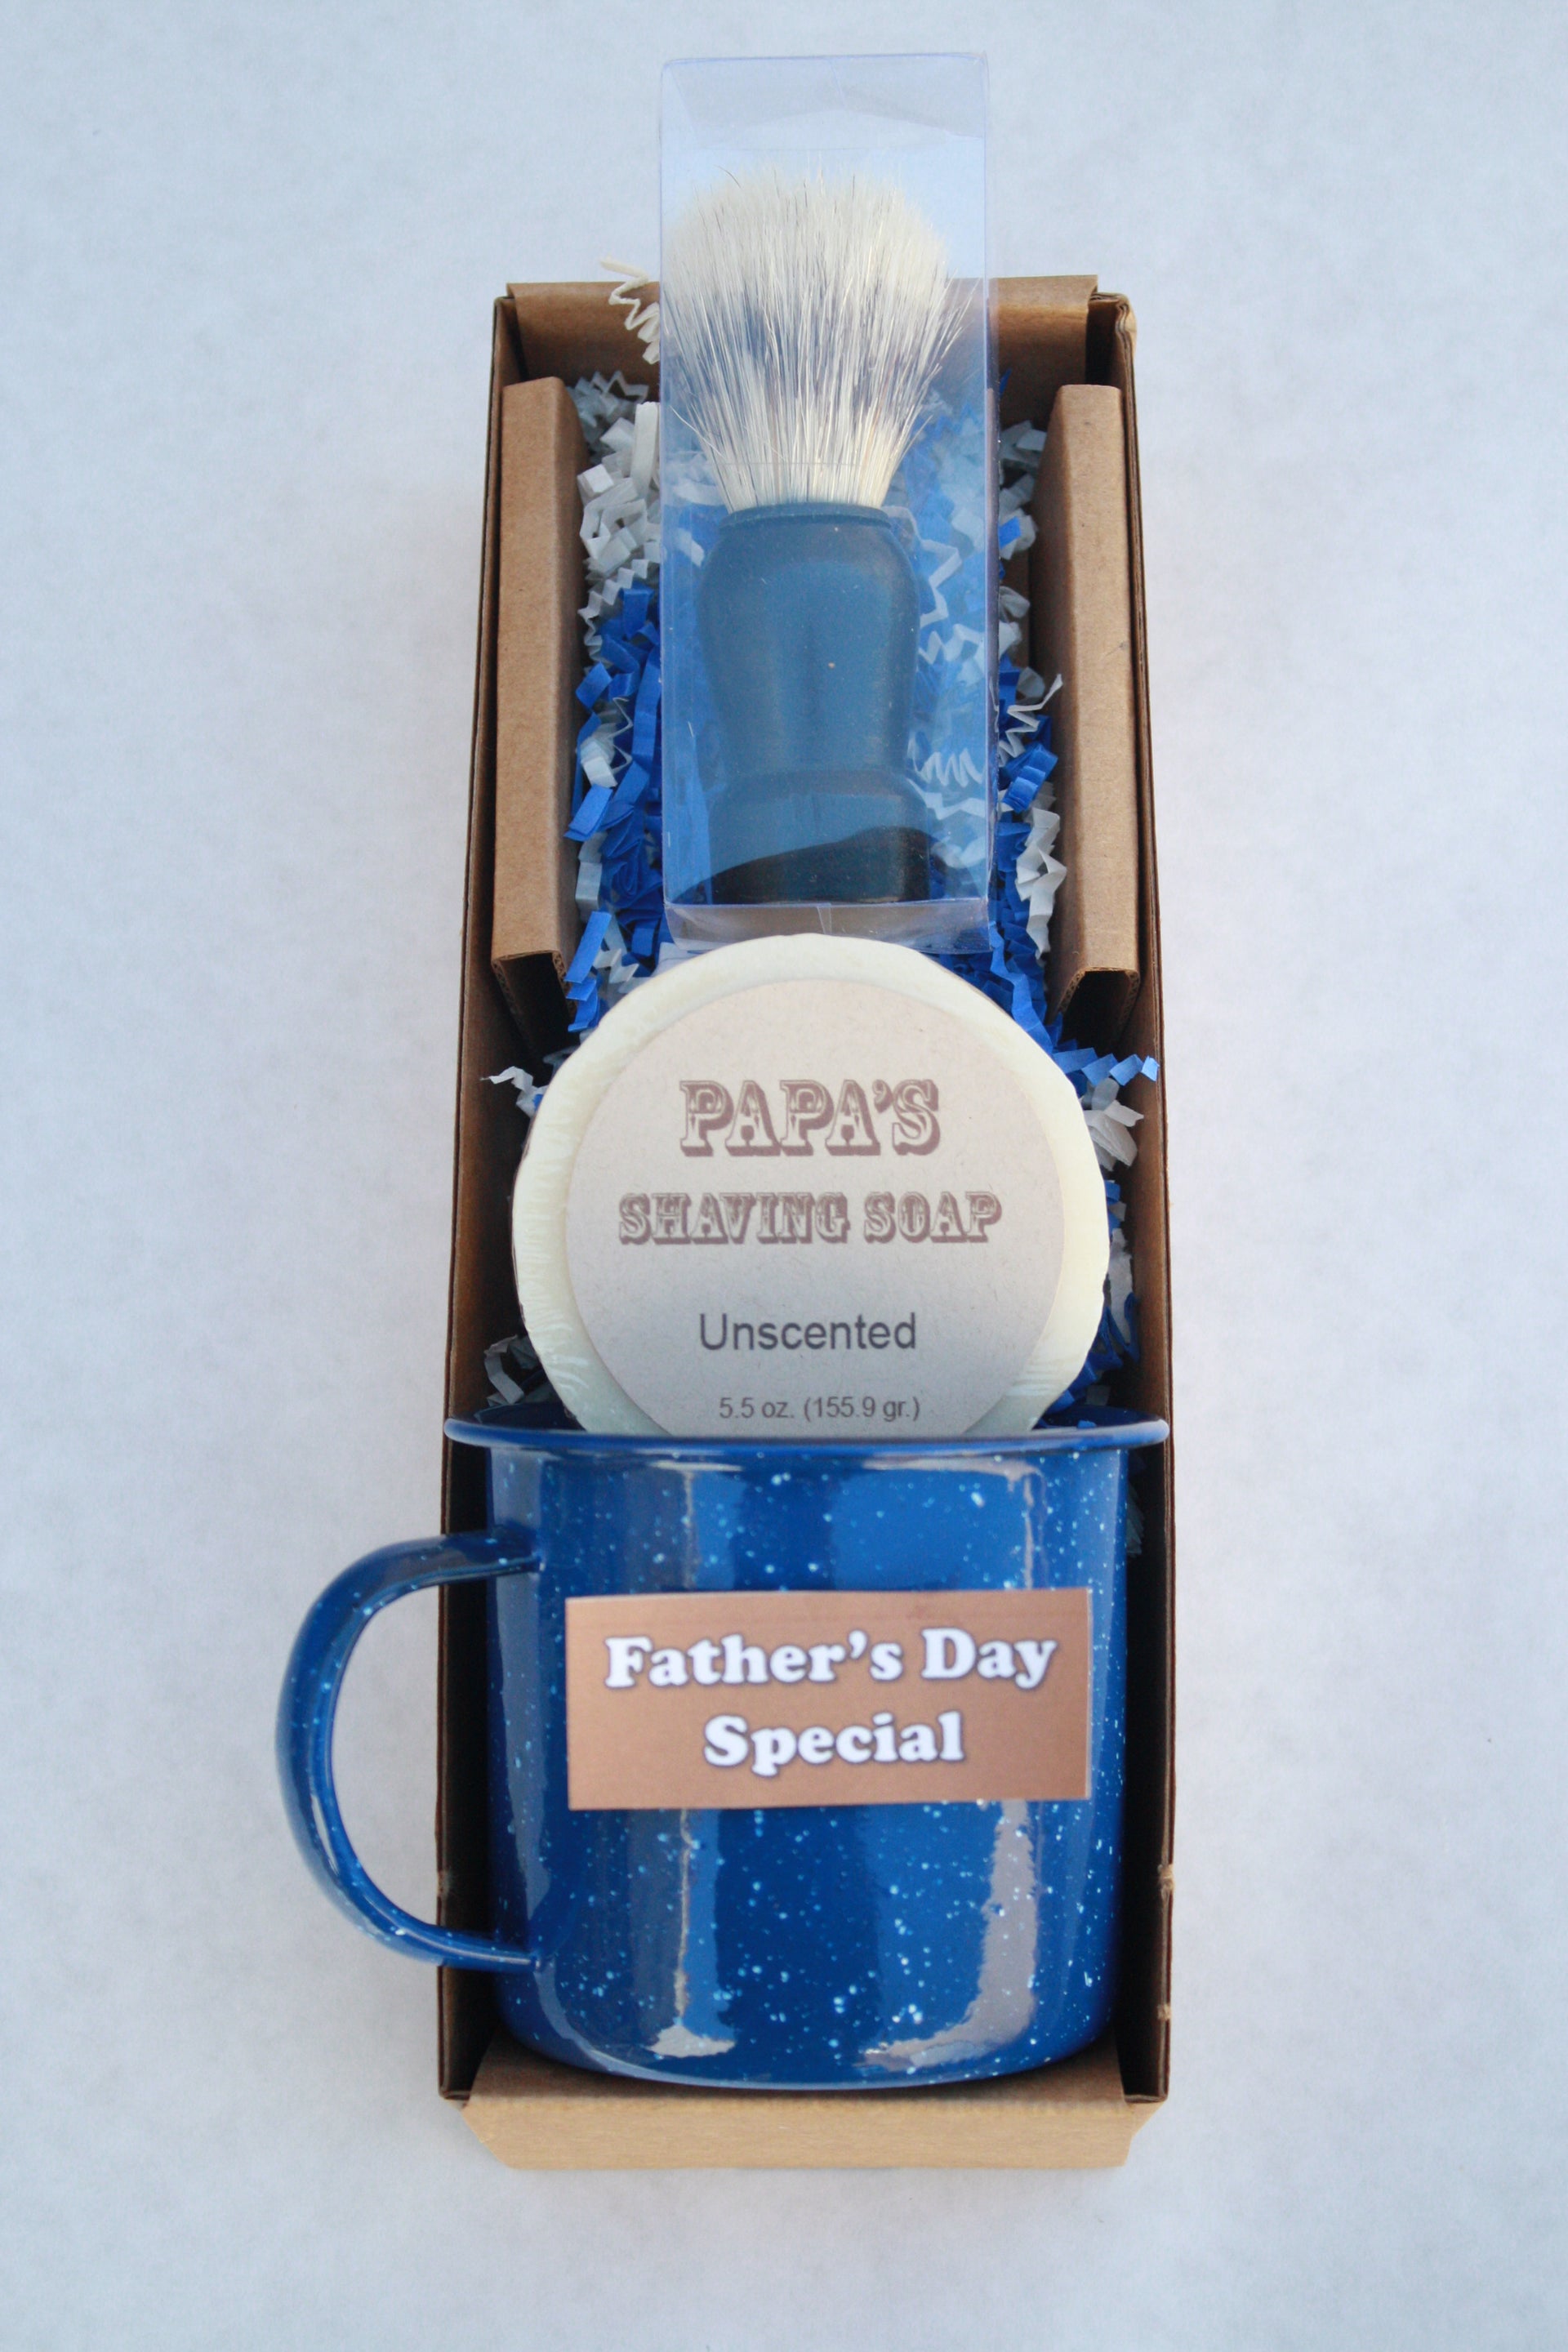 PAPA'S
SHAVING SOAP
Unscented
5.5 oz. (155.9 gr.)
Father's Day
Special